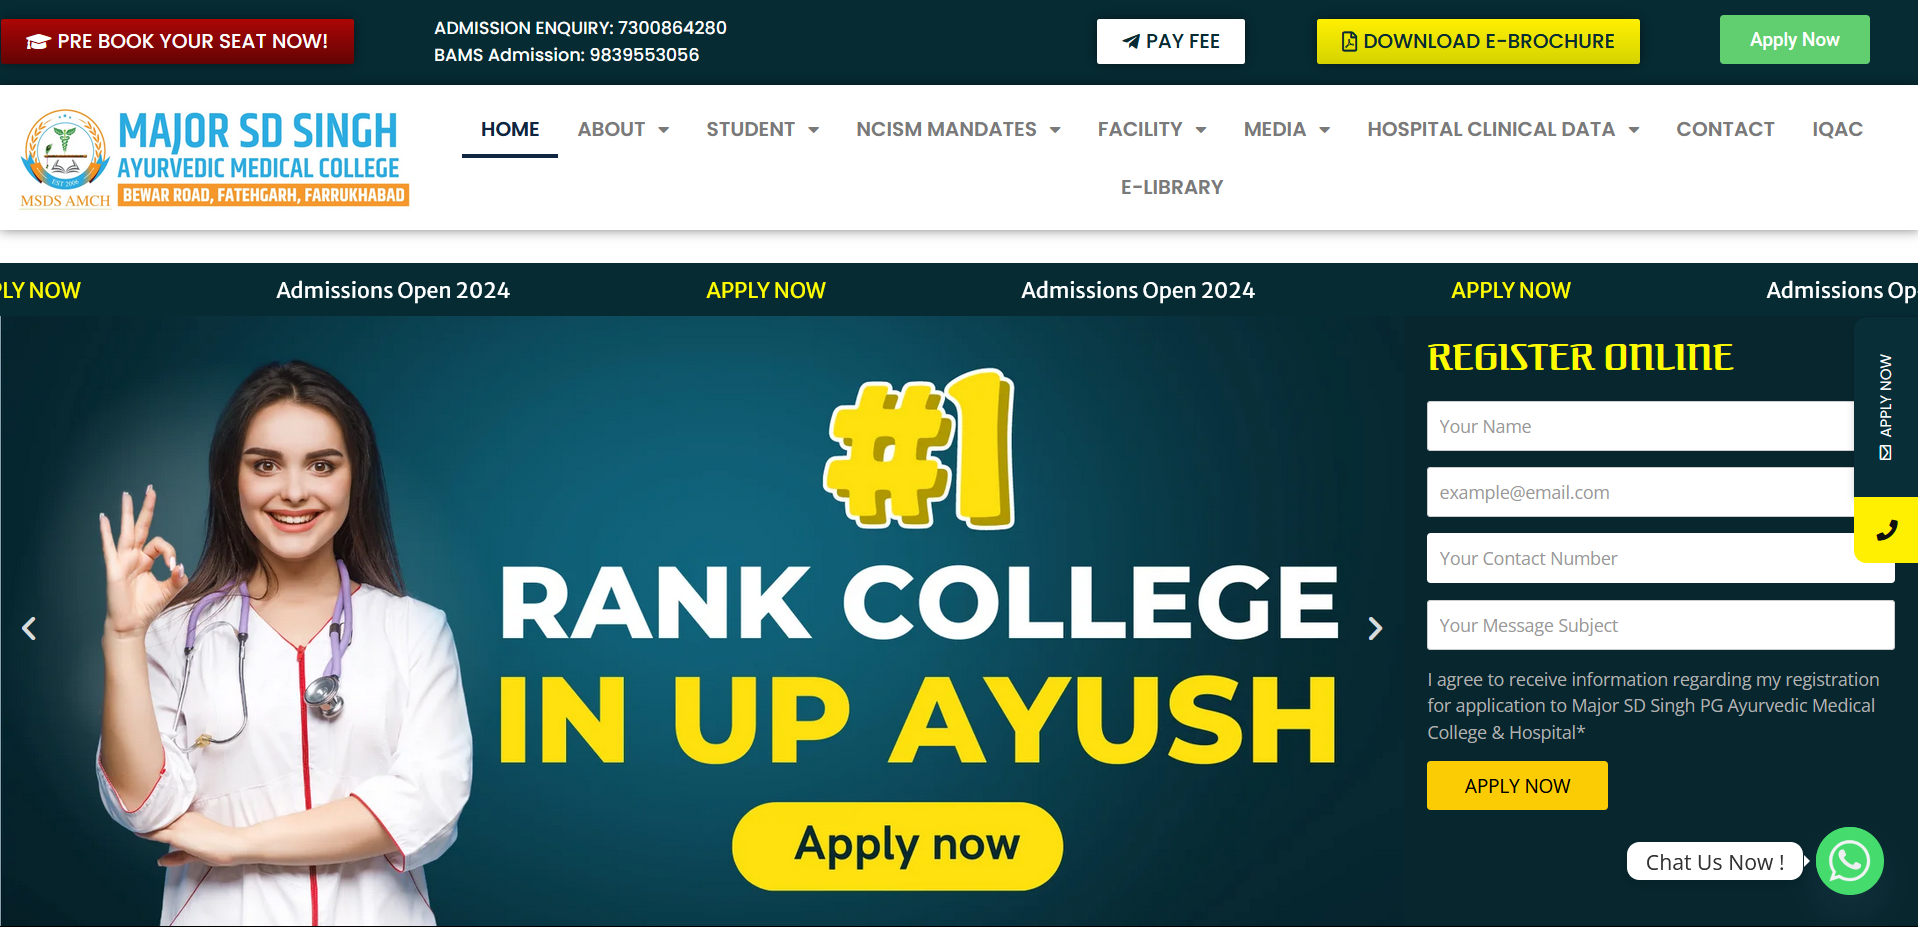 PRE BOOK YOUR SEAT NOW!
ADMISSION ENQUIRY: 7300864280
BAMS Admission: 9839553056
PAY FEE
DOWNLOAD E-BROCHURE
Apply Now
EST 2006
MSDS AMCH
MAJOR SD SINGH
AYURVEDIC MEDICAL COLLEGE
BEWAR ROAD, FATEHGARH, FARRUKHABAD
HOME ABOUT STUDENT NCISM MANDATES FACILITY MEDIA HOSPITAL CLINICAL DATA CONTACT IQAC
E-LIBRARY
PLY NOW Admissions Open 2024 APPLY NOW Admissions Open 2024 APPLY NOW Admissions Op
#1
RANK COLLEGE
IN UP AYUSH
Apply now
REGISTER ONLINE
Your Name
example@email.com
Your Contact Number
Your Message Subject
I agree to receive information regarding my registration
for application to Major SD Singh PG Ayurvedic Medical
College & Hospital*
APPLY NOW
APPLY NOW
Chat Us Now !